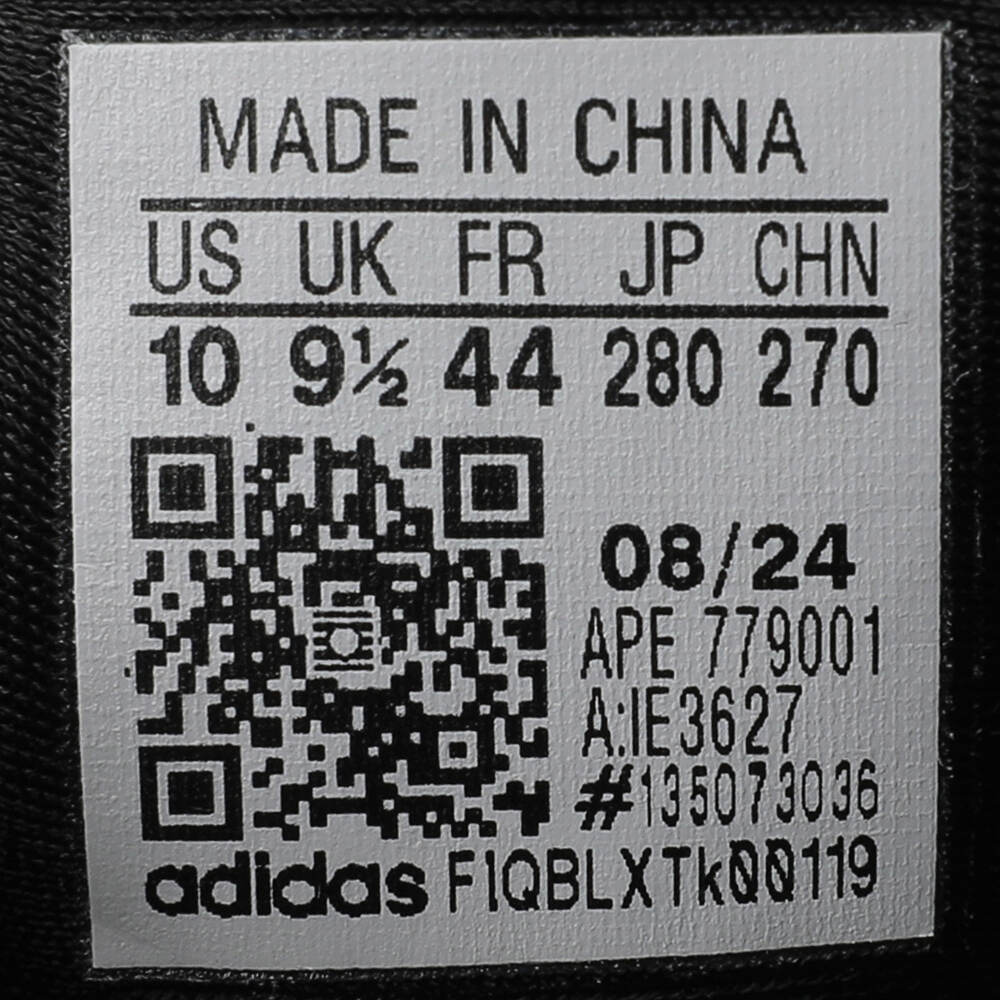 MADE IN CHINA
US UK FR JP CHN
10 9½ 44 280 270
08/24
APE 779001
A:IE3627
#135073036
adidas F1QBLXTk00119